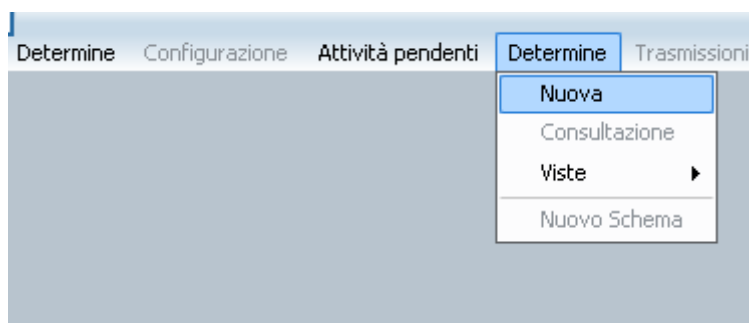 Determine Configurazione Attività pendenti Determine Trasmissioni
Nuova
Consultazione
Viste
Nuovo Schema